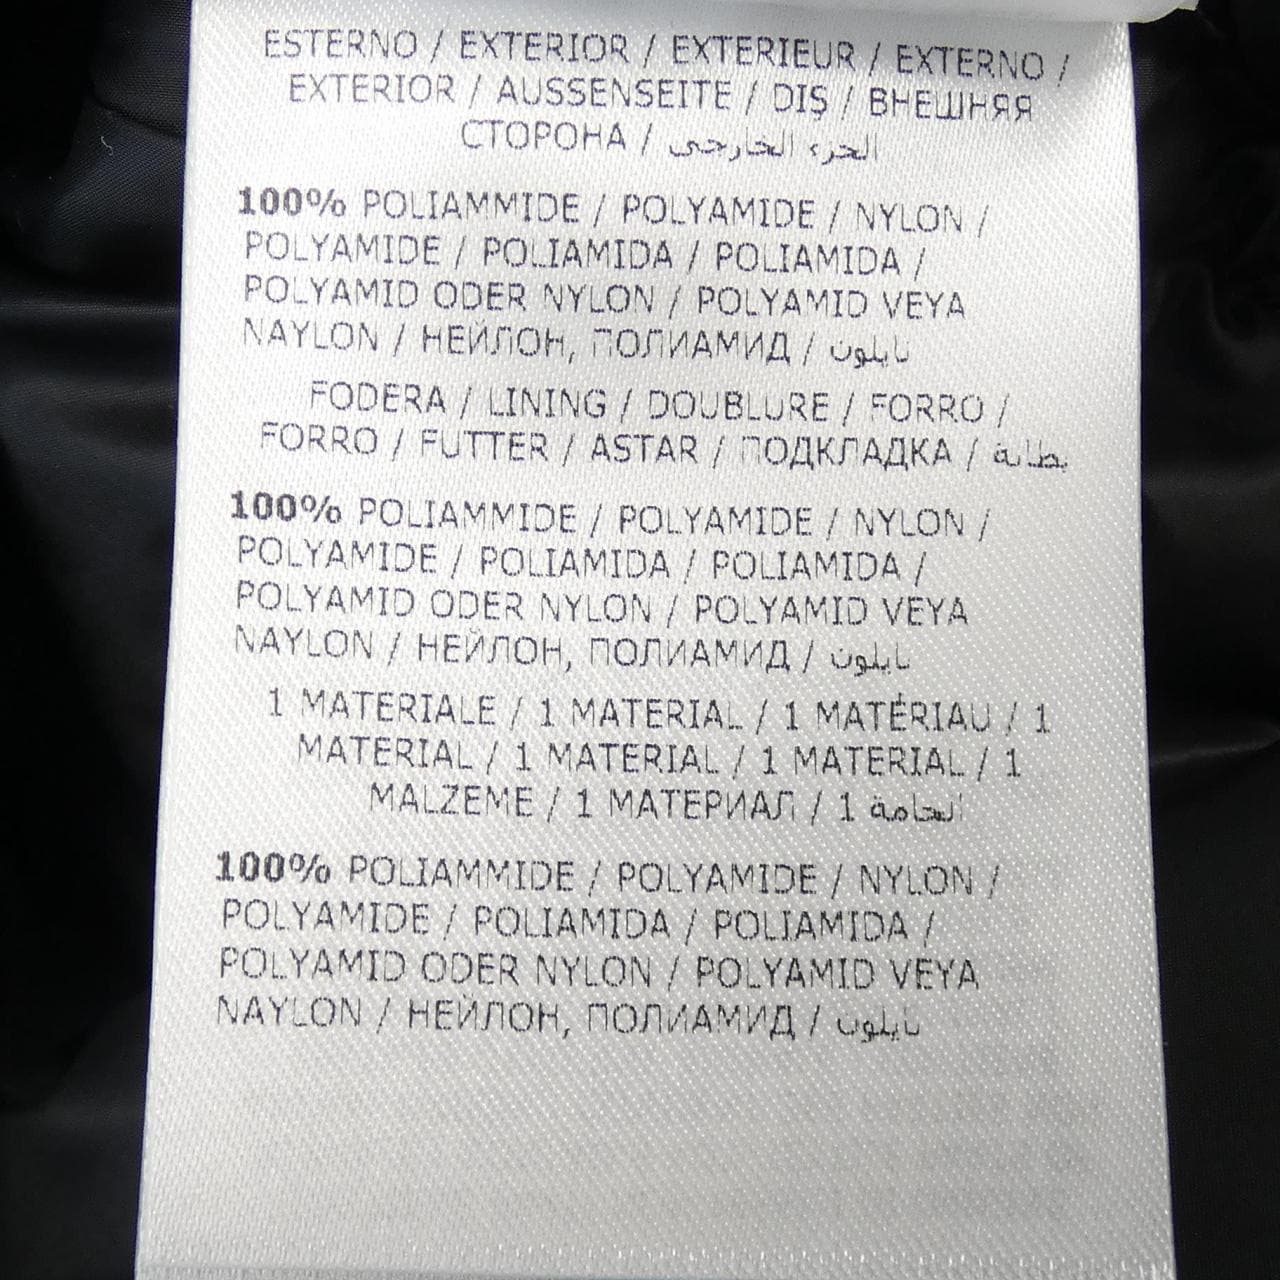 ESTERNO / EXTERIOR / EXTERIEUR / EXTERNO /
EXTERIOR / AUSSENSEITE / DIŞ / ВНЕШНЯЯ
СТОРОНА / الجزء الخارجي
100% POLIAMMIDE / POLYAMIDE / NYLON /
POLYAMIDE / POLIAMIDA / POLIAMIDA /
POLYAMID ODER NYLON / POLYAMID VEYA
NAYLON / НЕЙЛОН, ПОЛИАМИД / نايلون
FODERA / LINING / DOUBLURE / FORRO /
FORRO / FUTTER / ASTAR / ПОДКЛАДКА / بطانة
100% POLIAMMIDE / POLYAMIDE / NYLON /
POLYAMIDE / POLIAMIDA / POLIAMIDA /
POLYAMID ODER NYLON / POLYAMID VEYA
NAYLON / НЕЙЛОН, ПОЛИАМИД / نايلون
1 MATERIALE / 1 MATERIAL / 1 MATÉRIAU / 1
MATERIAL / 1 MATERIAL / 1 MATERIAL / 1
MALZEME / 1 МАТЕРИАЛ / 1 الخامة
100% POLIAMMIDE / POLYAMIDE / NYLON /
POLYAMIDE / POLIAMIDA / POLIAMIDA /
POLYAMID ODER NYLON / POLYAMID VEYA
NAYLON / НЕЙЛОН, ПОЛИАМИД / نايلون